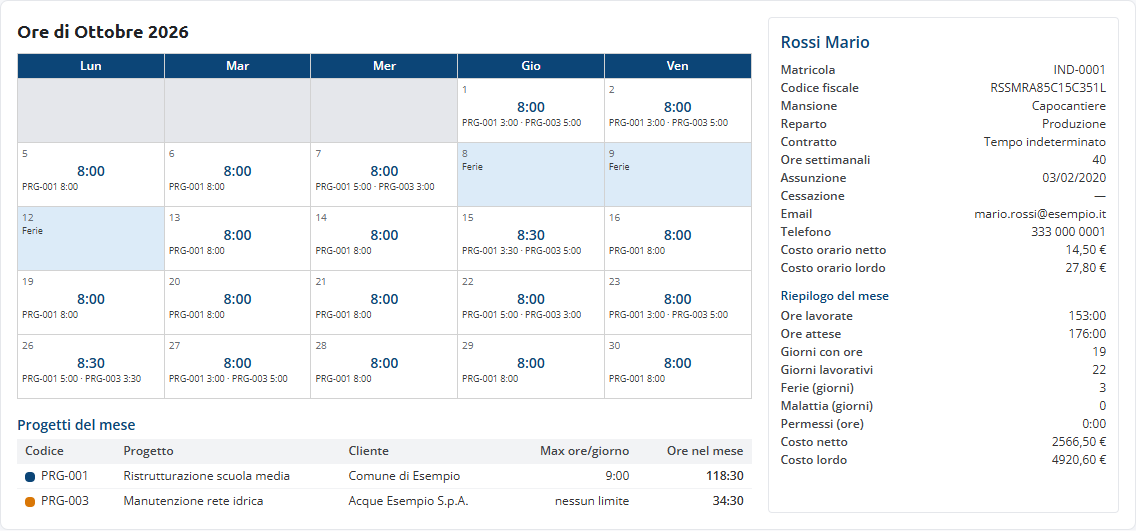 Ore di Ottobre 2026
Lun Mar Mer Gio Ven
1 2
8:00 8:00
PRG-001 3:00 · PRG-003 5:00 PRG-001 3:00 · PRG-003 5:00
5 6 7 8 9
8:00 8:00 8:00 Ferie Ferie
PRG-001 8:00 PRG-001 8:00 PRG-001 5:00 · PRG-003 3:00
12 13 14 15 16
Ferie 8:00 8:00 8:30 8:00
PRG-001 8:00 PRG-001 8:00 PRG-001 3:30 · PRG-003 5:00 PRG-001 8:00
19 20 21 22 23
8:00 8:00 8:00 8:00 8:00
PRG-001 8:00 PRG-001 8:00 PRG-001 8:00 PRG-001 5:00 · PRG-003 3:00 PRG-001 3:00 · PRG-003 5:00
26 27 28 29 30
8:30 8:00 8:00 8:00 8:00
PRG-001 5:00 · PRG-003 3:30 PRG-001 3:00 · PRG-003 5:00 PRG-001 8:00 PRG-001 8:00 PRG-001 8:00
Progetti del mese
Codice Progetto Cliente Max ore/giorno Ore nel mese
PRG-001 Ristrutturazione scuola media Comune di Esempio 9:00 118:30
PRG-003 Manutenzione rete idrica Acque Esempio S.p.A. nessun limite 34:30
Rossi Mario
Matricola IND-0001
Codice fiscale RSSMRA85C15C351L
Mansione Capocantiere
Reparto Produzione
Contratto Tempo indeterminato
Ore settimanali 40
Assunzione 03/02/2020
Cessazione —
Email mario.rossi@esempio.it
Telefono 333 000 0001
Costo orario netto 14,50 €
Costo orario lordo 27,80 €
Riepilogo del mese
Ore lavorate 153:00
Ore attese 176:00
Giorni con ore 19
Giorni lavorativi 22
Ferie (giorni) 3
Malattia (giorni) 0
Permessi (ore) 0:00
Costo netto 2566,50 €
Costo lordo 4920,60 €